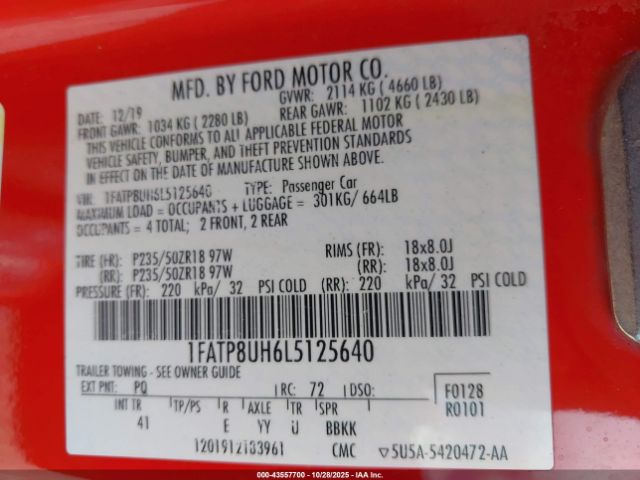 MFD. BY FORD MOTOR CO.
DATE: 12/19 GVWR: 2114 KG ( 4660 LB)
FRONT GAWR: 1034 KG ( 2280 LB) REAR GAWR: 1102 KG ( 2430 LB)
THIS VEHICLE CONFORMS TO ALL APPLICABLE FEDERAL MOTOR
VEHICLE SAFETY, BUMPER, AND THEFT PREVENTION STANDARDS
IN EFFECT ON THE DATE OF MANUFACTURE SHOWN ABOVE.
VIN: 1FATP8UH6L5125640 TYPE: Passenger Car
MAXIMUM LOAD = OCCUPANTS + LUGGAGE = 301KG/ 664LB
OCCUPANTS = 4 TOTAL; 2 FRONT, 2 REAR
TIRE (FR): P235/50ZR18 97W RIMS (FR): 18x8.0J
(RR): P235/50ZR18 97W (RR): 18x8.0J
PRESSURE (FR): 220 kPa/ 32 PSI COLD (RR): 220 kPa/ 32 PSI COLD
1FATP8UH6L5125640
TRAILER TOWING - SEE OWNER GUIDE
EXT PNT: PQ RC: 72 DSO: F0128
R0101
INT TR TP/PS R AXLE TR SPR
41 E YY U BBKK
CMC 5U5A-5420472-AA
000-43557700 - 10/28/2025 - COPART, INC.